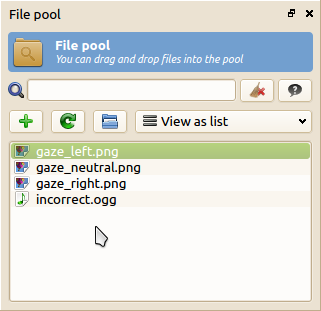 File pool
File pool
You can drag and drop files into the pool
View as list
gaze_left.png
gaze_neutral.png
gaze_right.png
incorrect.ogg